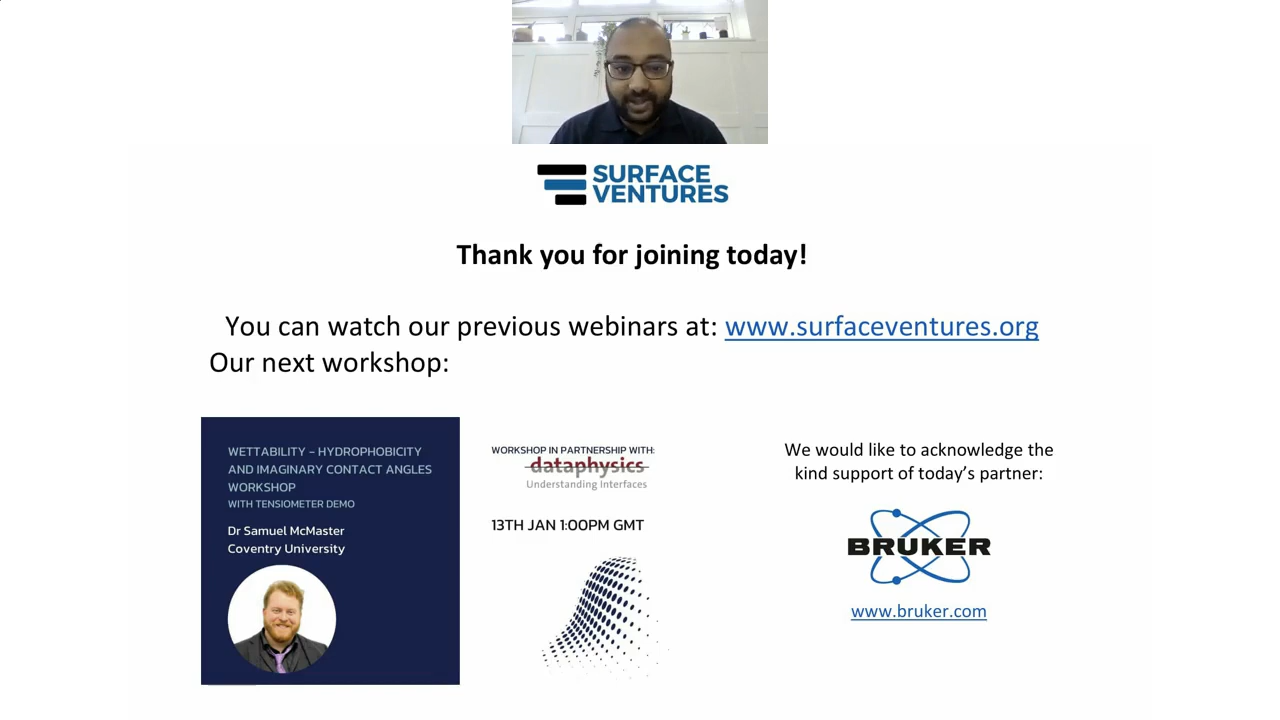 SURFACE
VENTURES
Thank you for joining today!
You can watch our previous webinars at: www.surfaceventures.org
Our next workshop:
WETTABILITY – HYDROPHOBICITY
AND IMAGINARY CONTACT ANGLES
WORKSHOP
WITH TENSIOMETER DEMO
Dr Samuel McMaster
Coventry University
WORKSHOP IN PARTNERSHIP WITH:
dataphysics
Understanding Interfaces
13TH JAN 1:00PM GMT
We would like to acknowledge the
kind support of today’s partner:
BRUKER
www.bruker.com